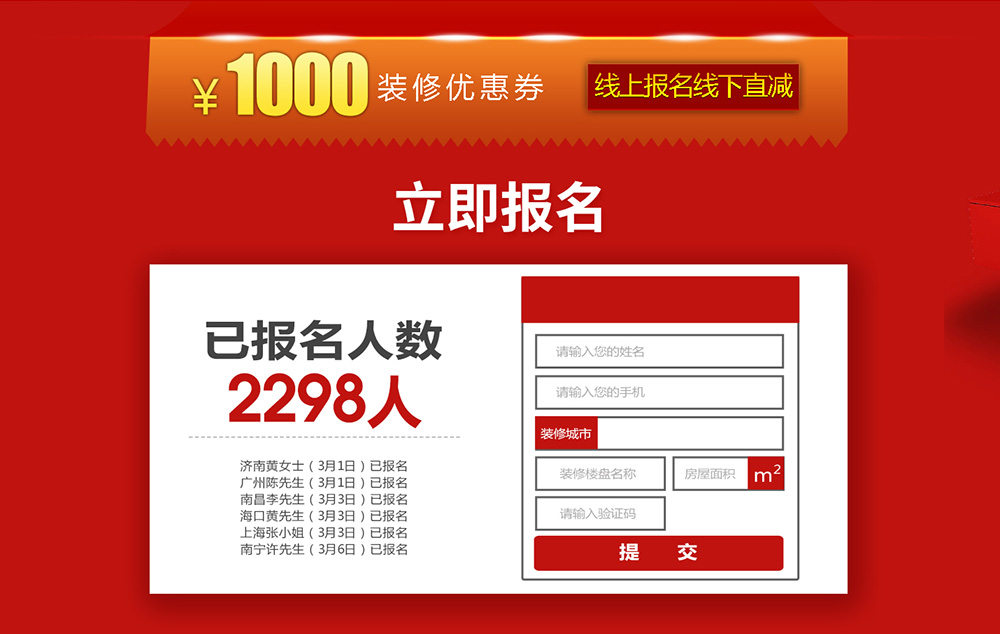 ￥1000装修优惠券 线上报名线下直减
立即报名
已报名人数
2298人
济南黄女士（3月1日）已报名
广州陈先生（3月1日）已报名
南昌李先生（3月3日）已报名
海口黄先生（3月3日）已报名
上海张小姐（3月3日）已报名
南宁许先生（3月6日）已报名
请输入您的姓名
请输入您的手机
装修城市
装修楼盘名称 房屋面积 m²
请输入验证码
提 交